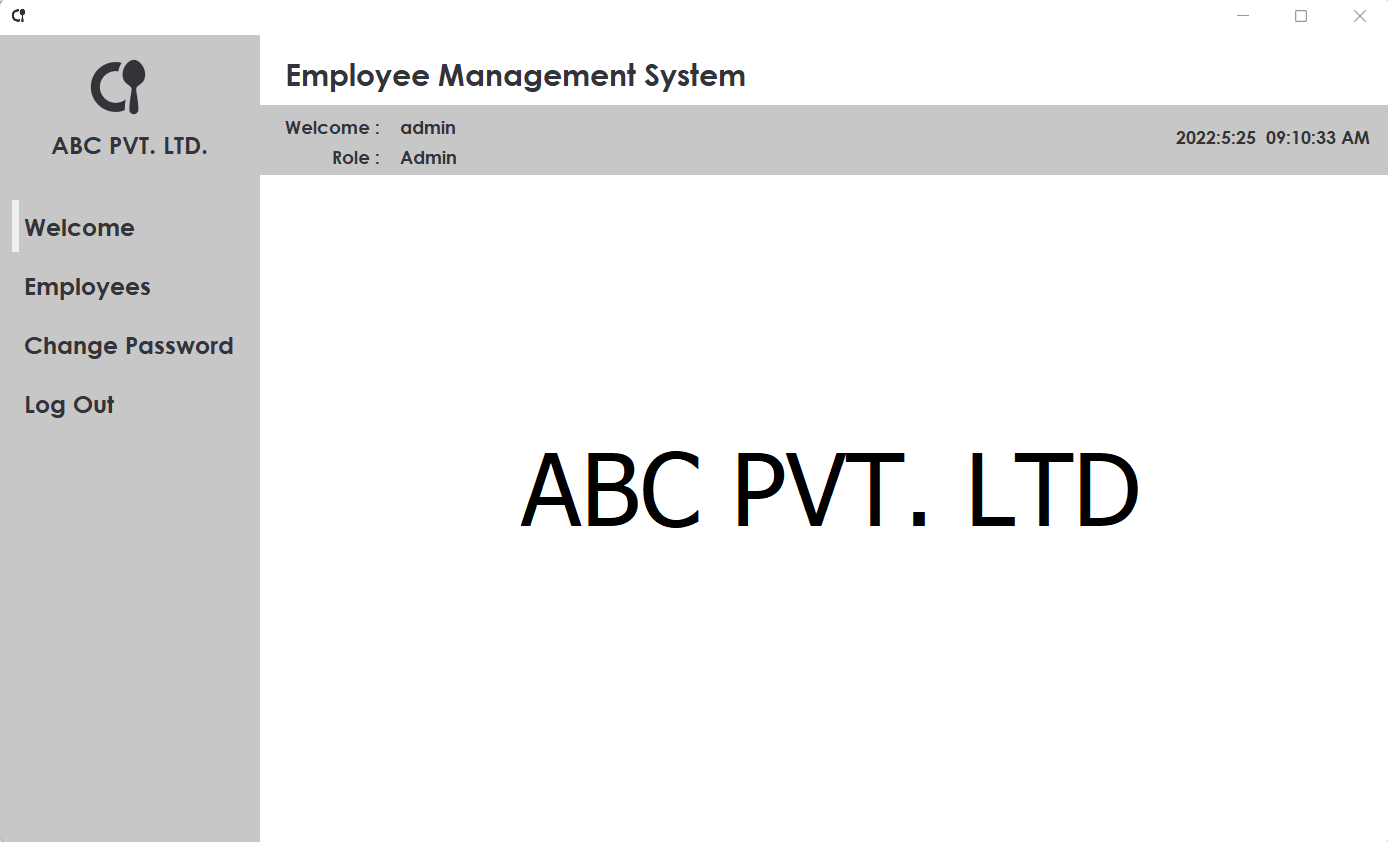 ABC PVT. LTD.
Welcome
Employees
Change Password
Log Out
Employee Management System
Welcome : admin
Role : Admin
2022:5:25 09:10:33 AM
ABC PVT. LTD